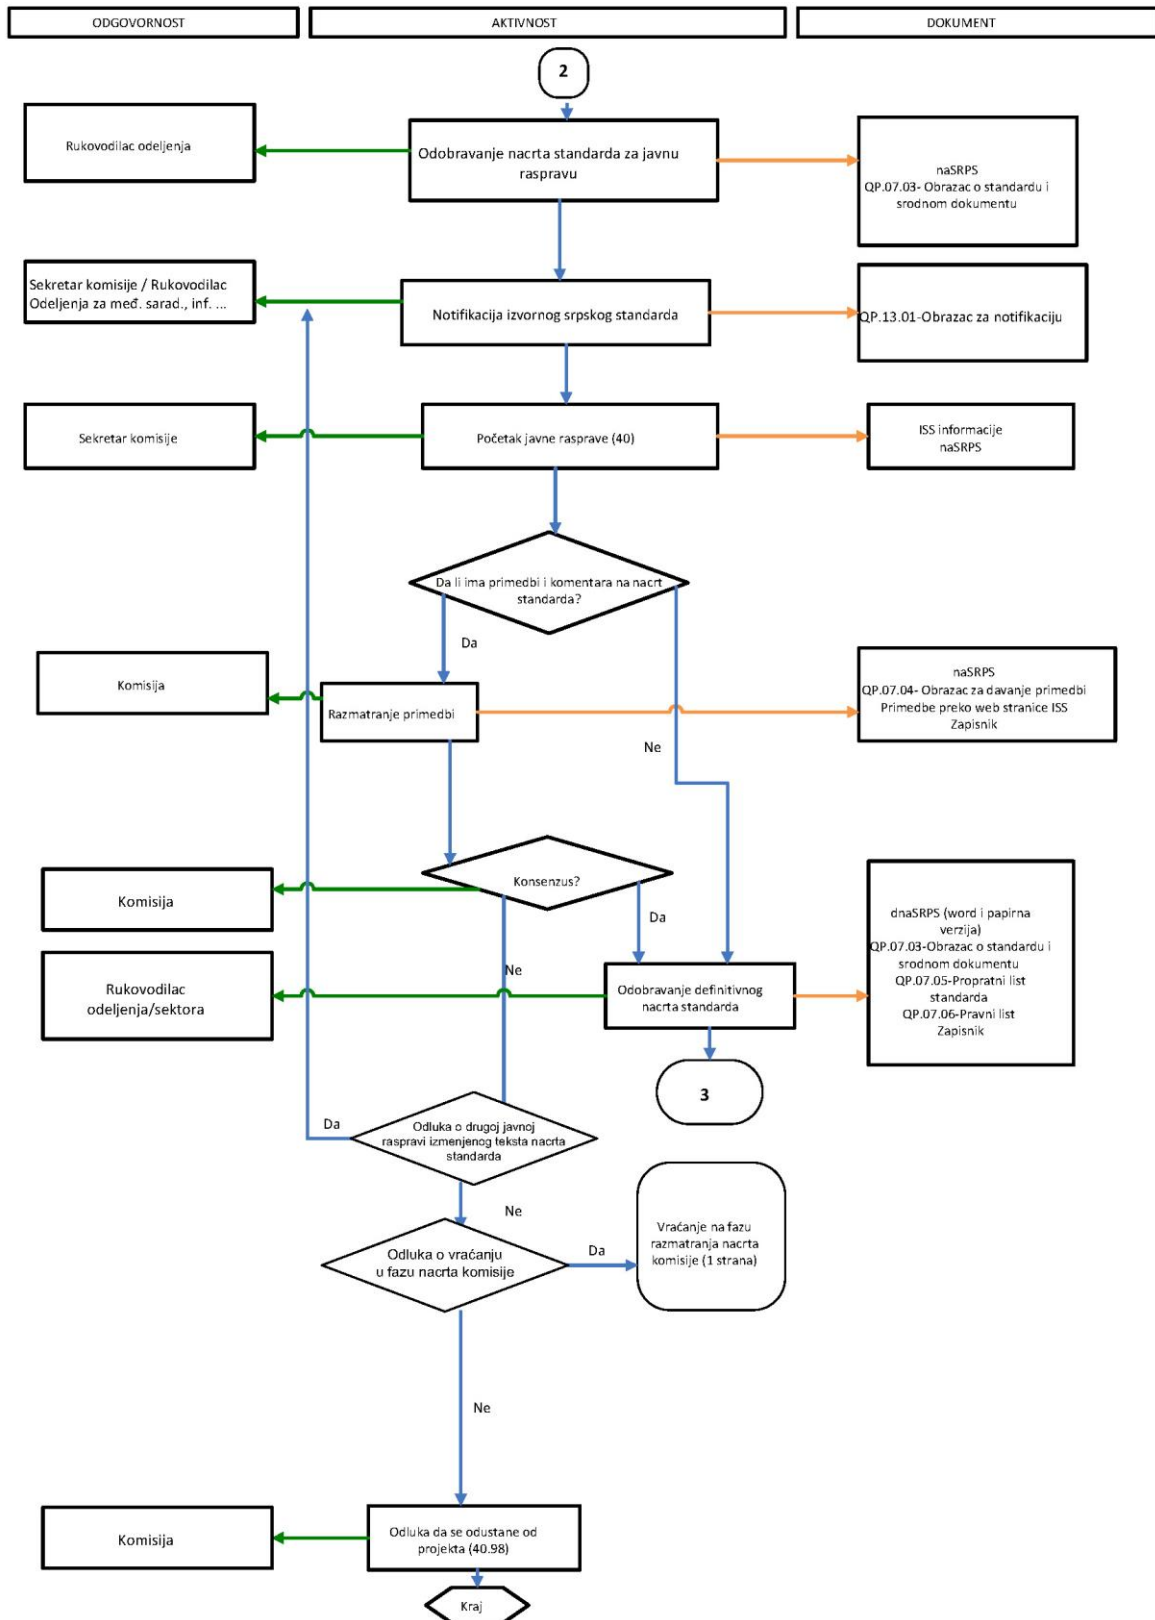 ODGOVORNOST
AKTIVNOST
DOKUMENT
2
Rukovodilac odeljenja
Odobravanje nacrta standarda za javnu
raspravu
naSRPS
QP.07.03- Obrazac o standardu i
srodnom dokumentu
Sekretar komisije / Rukovodilac
Odeljenja za međ. sarad., inf. ...
Notifikacija izvornog srpskog standarda
QP.13.01-Obrazac za notifikaciju
Sekretar komisije
Početak javne rasprave (40)
ISS informacije
naSRPS
Da li ima primedbi i komentara na nacrt
standarda?
Da
Komisija
Razmatranje primedbi
naSRPS
QP.07.04- Obrazac za davanje primedbi
Primedbe preko web stranice ISS
Zapisnik
Ne
Komisija
Konsenzus?
Da
Ne
dnaSRPS (word i papirna
verzija)
QP.07.03-Obrazac o standardu i
srodnom dokumentu
QP.07.05-Propratni list
standarda
QP.07.06-Pravni list
Zapisnik
Rukovodilac
odeljenja/sektora
Odobravanje definitivnog
nacrta standarda
3
Da
Odluka o drugoj javnoj
raspravi izmenjenog teksta nacrta
standarda
Ne
Odluka o vraćanju
u fazu nacrta komisije
Da
Vraćanje na fazu
razmatranja nacrta
komisije (1 strana)
Ne
Komisija
Odluka da se odustane od
projekta (40.98)
Kraj